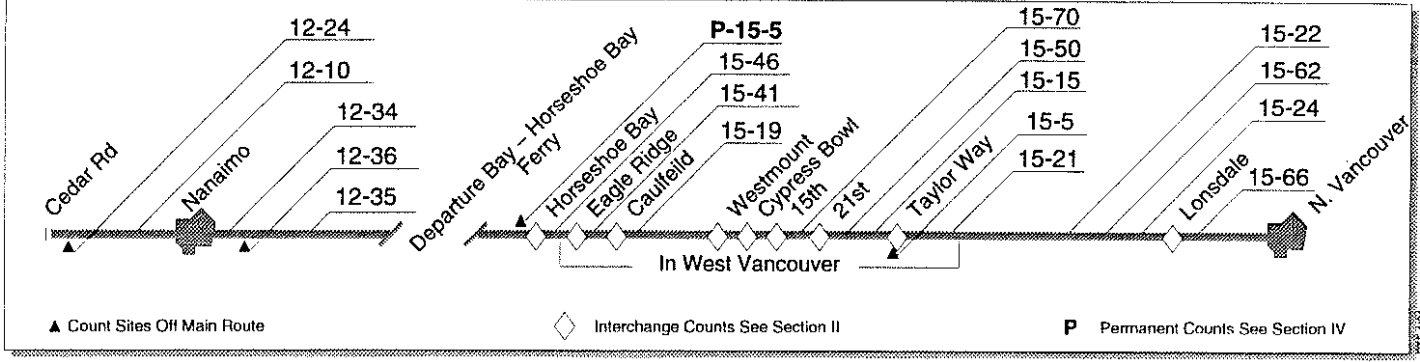 12-24
12-10
12-34
12-36
12-35
Cedar Rd
Nanaimo
Departure Bay – Horseshoe Bay
Ferry
P-15-5
15-46
15-41
15-19
Horseshoe Bay
Eagle Ridge
Caulfeild
Westmount
Cypress Bowl
15th
21st
Taylor Way
15-70
15-50
15-15
15-5
15-21
15-22
15-62
15-24
15-66
Lonsdale
N. Vancouver
In West Vancouver
Count Sites Off Main Route
Interchange Counts See Section II
P Permanent Counts See Section IV